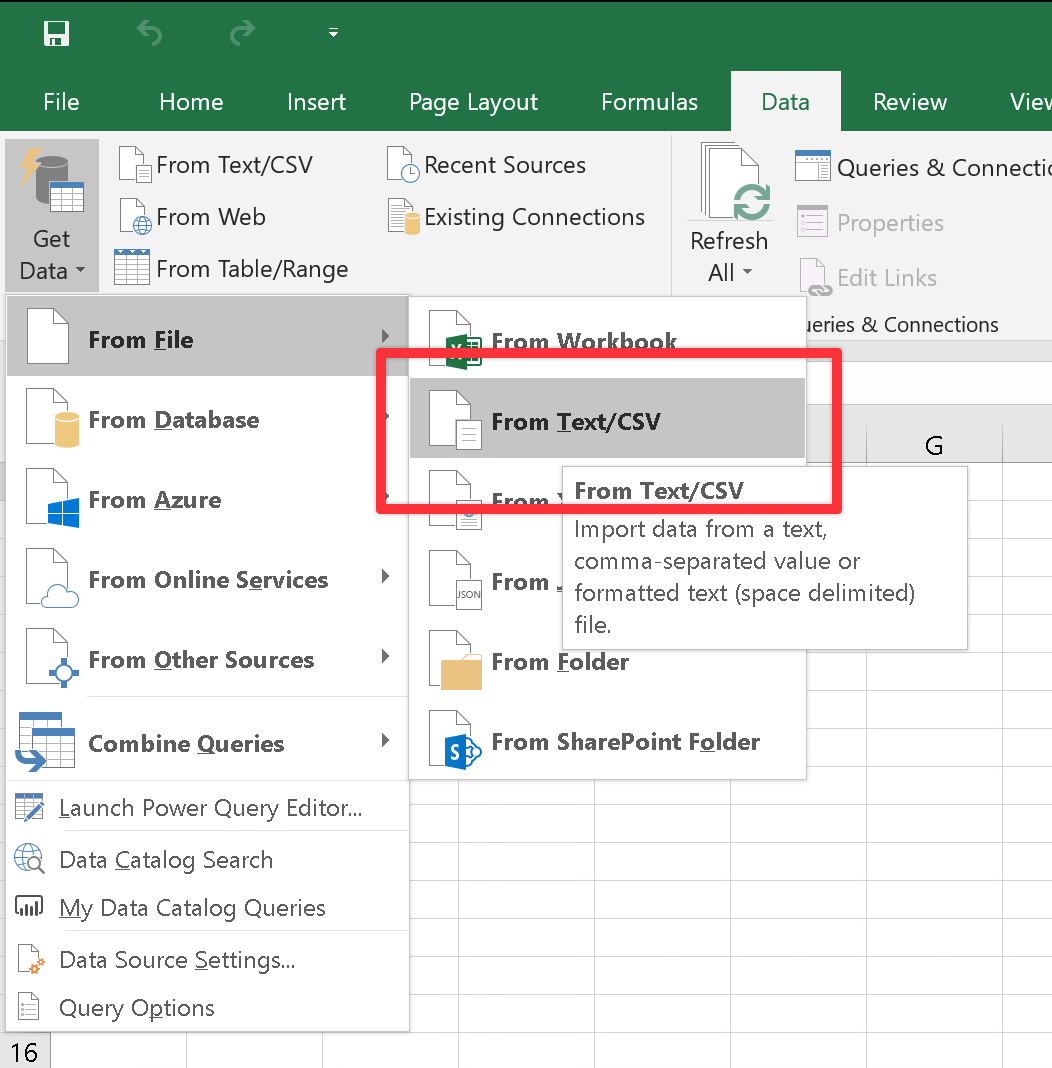 File Home Insert Page Layout Formulas Data Review View
From Text/CSV
Recent Sources
Queries & Connectio
From Web
Existing Connections
Properties
Get
Data
From Table/Range
Refresh
All
Edit Links
ueries & Connections
From File
From Database
From Azure
From Online Services
From Other Sources
Combine Queries
Launch Power Query Editor...
Data Catalog Search
My Data Catalog Queries
Data Source Settings...
Query Options
From Workbook
From Text/CSV
From
From
JSON
From Folder
From SharePoint Folder
From Text/CSV
Import data from a text,
comma-separated value or
formatted text (space delimited)
file.
G
16